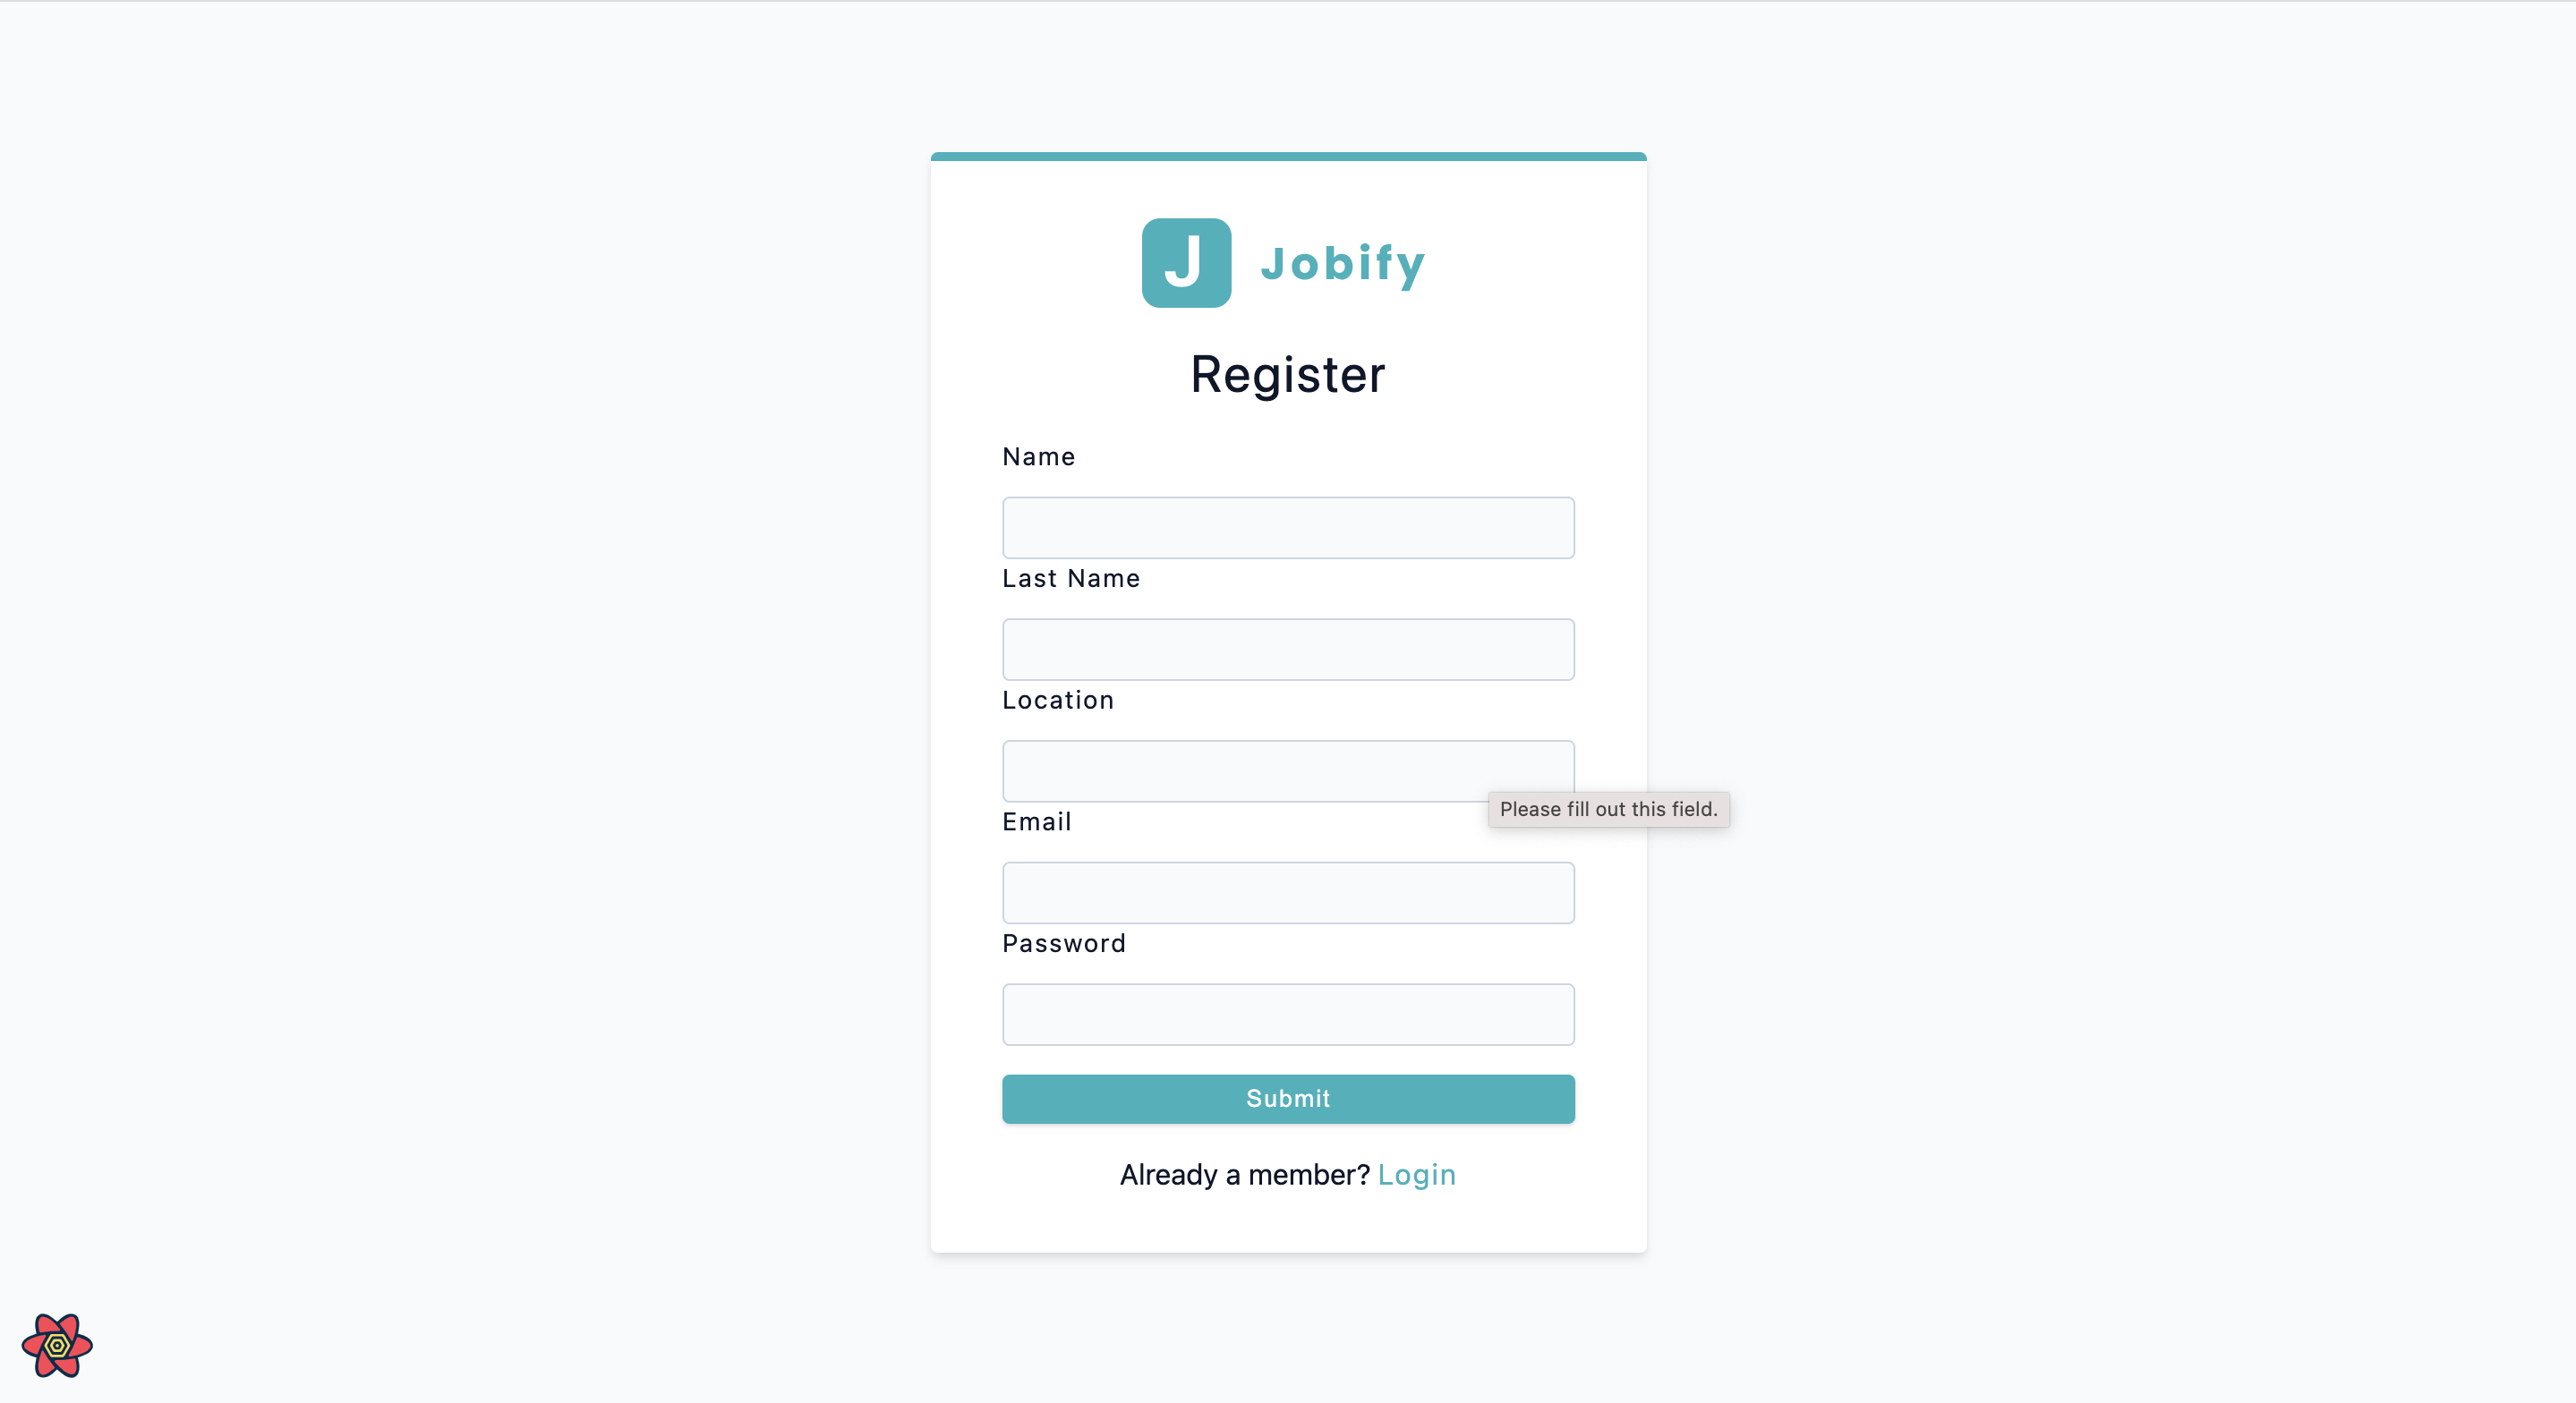 J Jobify
Register
Name
Last Name
Location
Please fill out this field.
Email
Password
Submit
Already a member? Login